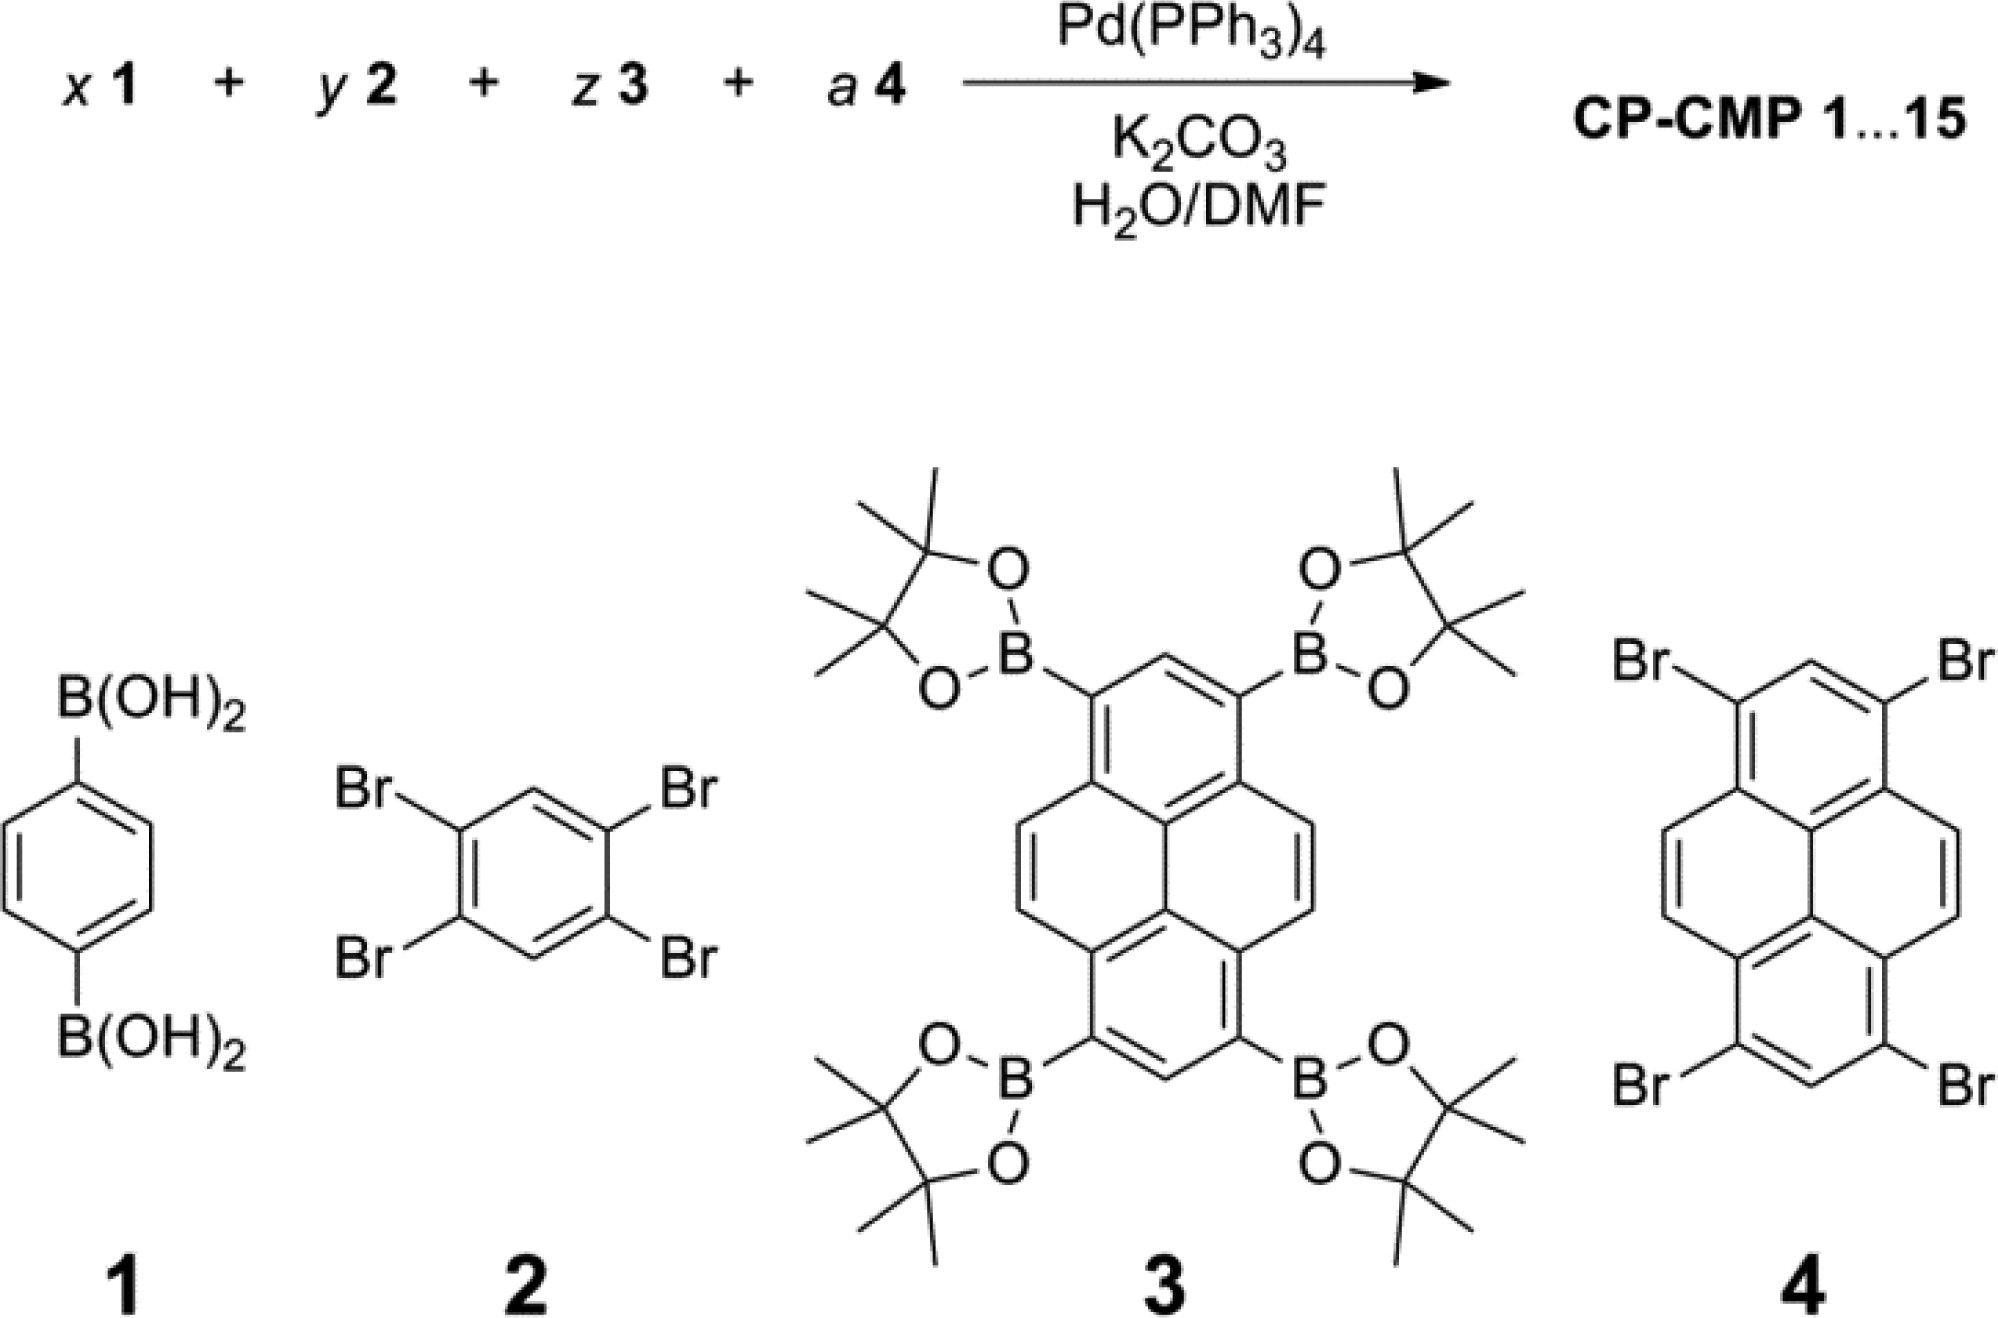 x 1 + y 2 + z 3 + a 4
Pd(PPh3)4
K2CO3
H2O/DMF
CP-CMP 1...15
B(OH)2
B(OH)2
Br Br
Br Br
O O
B B
O O
O O
B B
O O
Br Br
Br Br
1 2 3 4